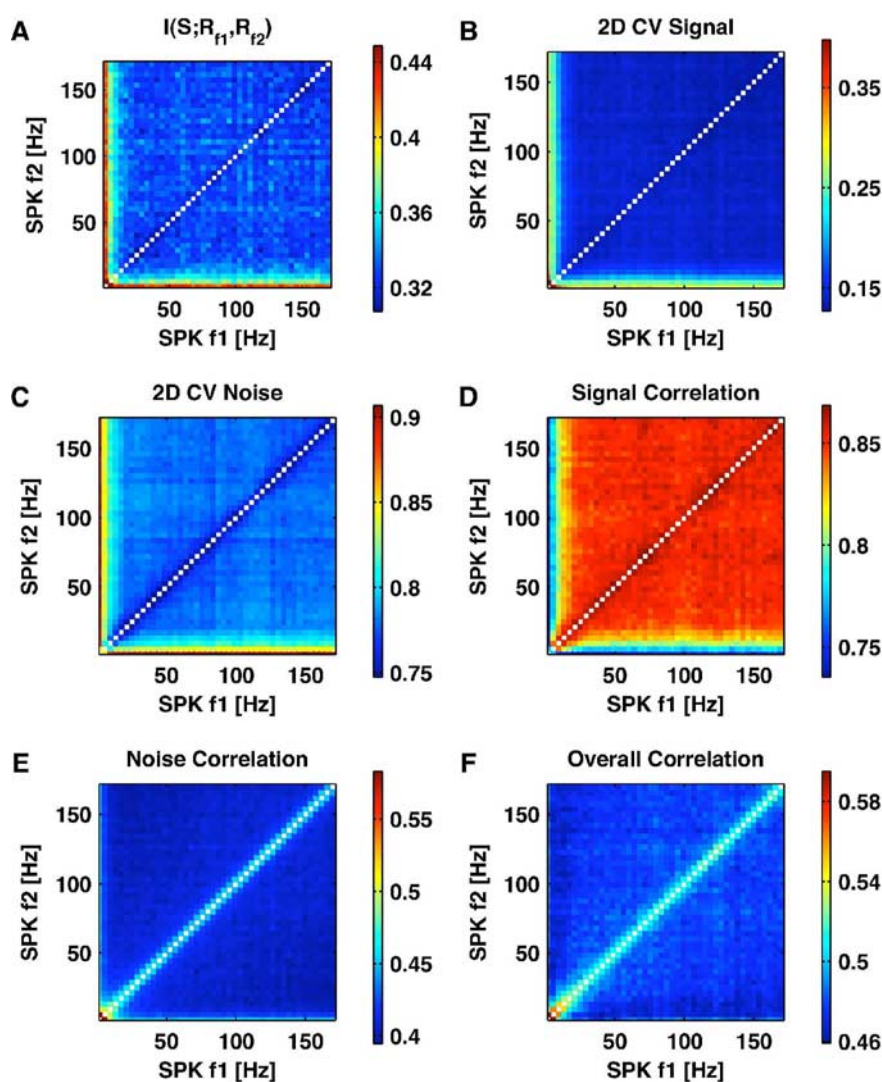 A
I(S;R_f1,R_f2)
SPK f2 [Hz]
150
100
50
50 100 150
SPK f1 [Hz]
0.44
0.4
0.36
0.32
B
2D CV Signal
SPK f2 [Hz]
150
100
50
50 100 150
SPK f1 [Hz]
0.35
0.25
0.15
C
2D CV Noise
SPK f2 [Hz]
150
100
50
50 100 150
SPK f1 [Hz]
0.9
0.85
0.8
0.75
D
Signal Correlation
SPK f2 [Hz]
150
100
50
50 100 150
SPK f1 [Hz]
0.85
0.8
0.75
E
Noise Correlation
SPK f2 [Hz]
150
100
50
50 100 150
SPK f1 [Hz]
0.55
0.5
0.45
0.4
F
Overall Correlation
SPK f2 [Hz]
150
100
50
50 100 150
SPK f1 [Hz]
0.58
0.54
0.5
0.46